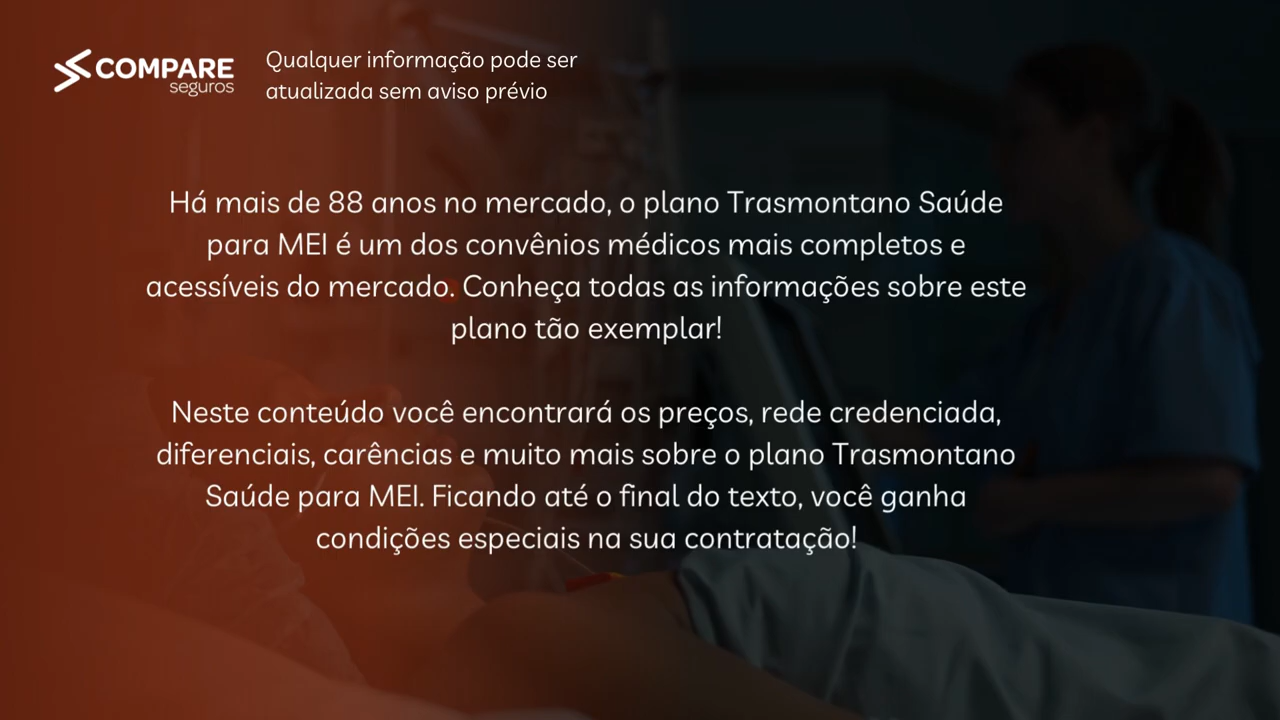 COMPARE
seguros
Qualquer informação pode ser
atualizada sem aviso prévio
Há mais de 88 anos no mercado, o plano Trasmontano Saúde
para MEI é um dos convênios médicos mais completos e
acessíveis do mercado. Conheça todas as informações sobre este
plano tão exemplar!
Neste conteúdo você encontrará os preços, rede credenciada,
diferenciais, carências e muito mais sobre o plano Trasmontano
Saúde para MEI. Ficando até o final do texto, você ganha
condições especiais na sua contratação!